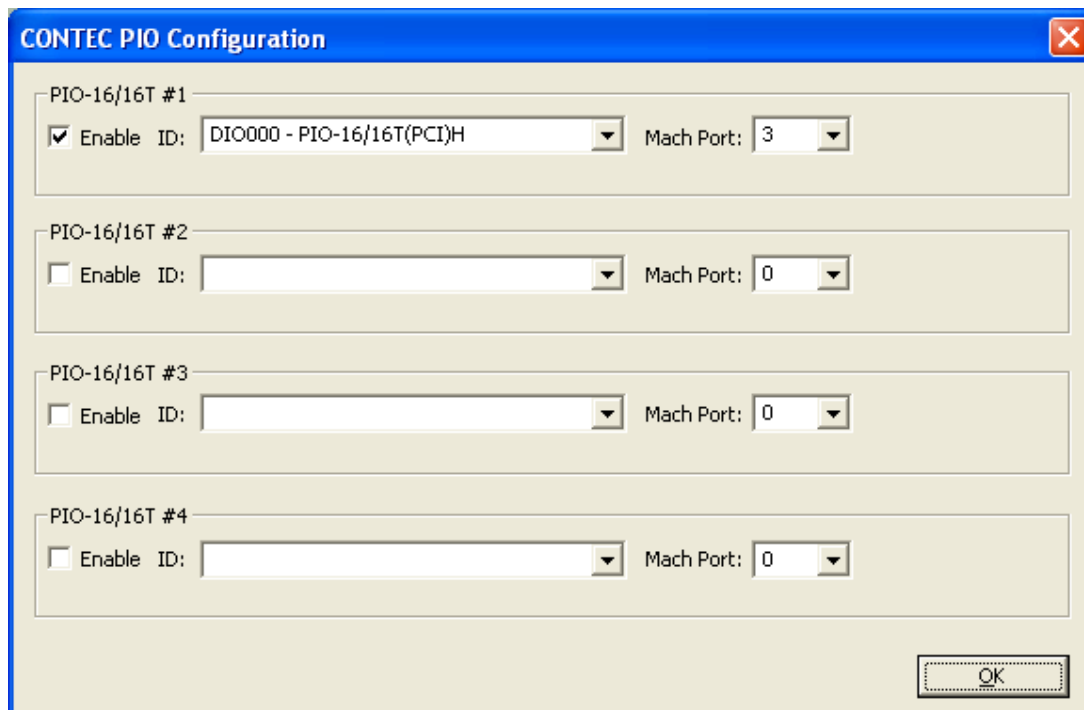 CONTEC PIO Configuration
PIO-16/16T #1
Enable ID: DIO000 - PIO-16/16T(PCI)H Mach Port: 3
PIO-16/16T #2
Enable ID: Mach Port: 0
PIO-16/16T #3
Enable ID: Mach Port: 0
PIO-16/16T #4
Enable ID: Mach Port: 0
OK